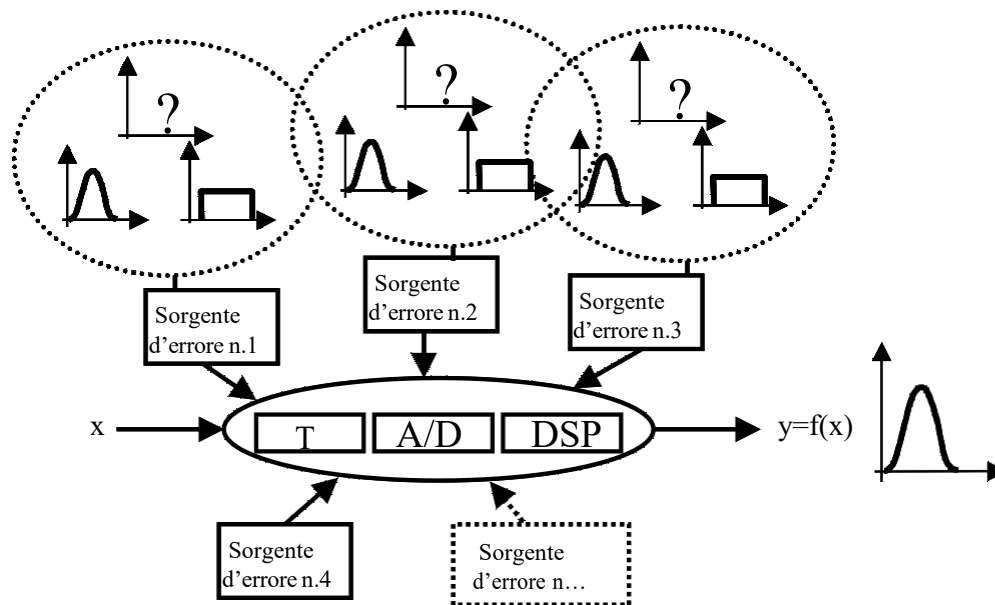 ?
?
?
Sorgente
d'errore n.1
Sorgente
d'errore n.2
Sorgente
d'errore n.3
x
T
A/D
DSP
y=f(x)
Sorgente
d'errore n.4
Sorgente
d'errore n…